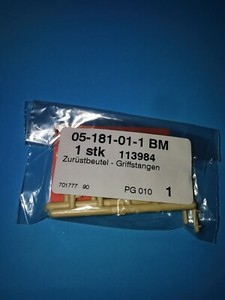 05-181-01-1 BM
1 stk 113984
Zurüstbeutel - Griffstangen
701777 90 PG 010 1